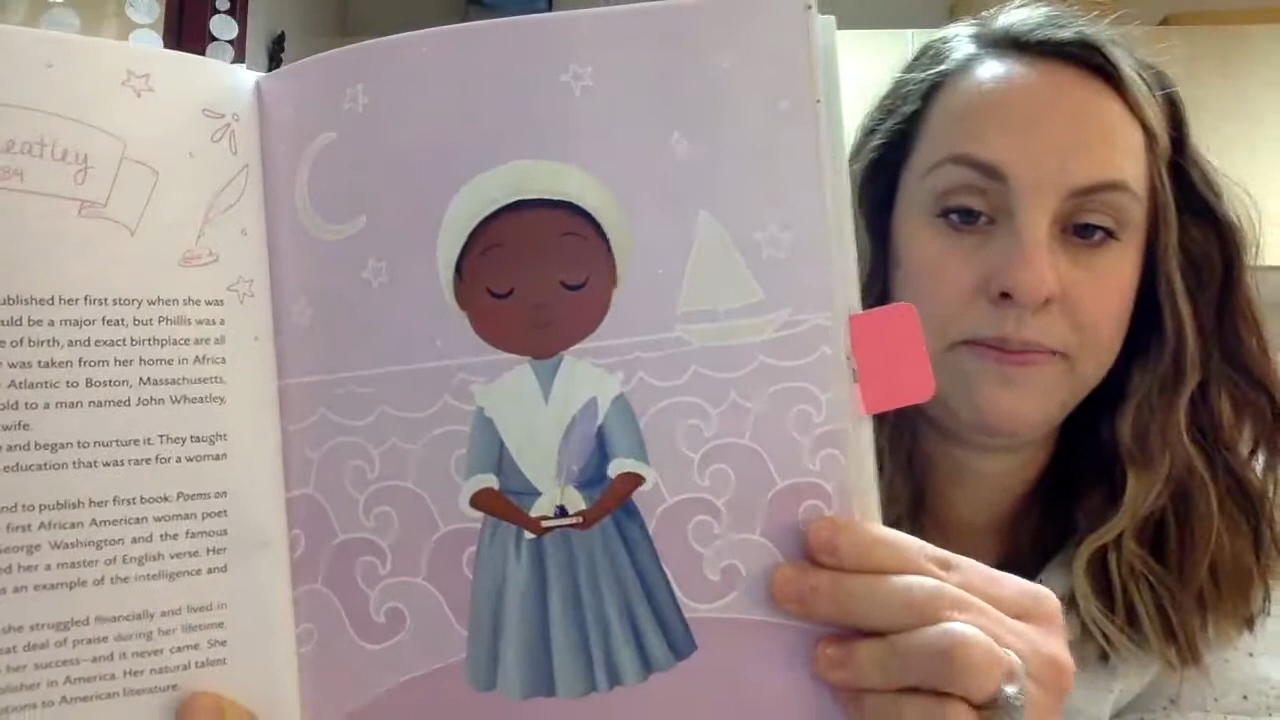 eatley
84
ublished her first story when she was
uld be a major feat, but Phillis was a
e of birth, and exact birthplace are all
was taken from her home in Africa
Atlantic to Boston, Massachusetts,
old to a man named John Wheatley,
wife.
and began to nurture it. They taught
education that was rare for a woman
nd to publish her first book: Poems on
first African American woman poet
George Washington and the famous
ed her a master of English verse. Her
s an example of the intelligence and
she struggled financially and lived in
eat deal of praise during her lifetime,
her success—and it never came. She
blisher in America. Her natural talent
utions to American literature.